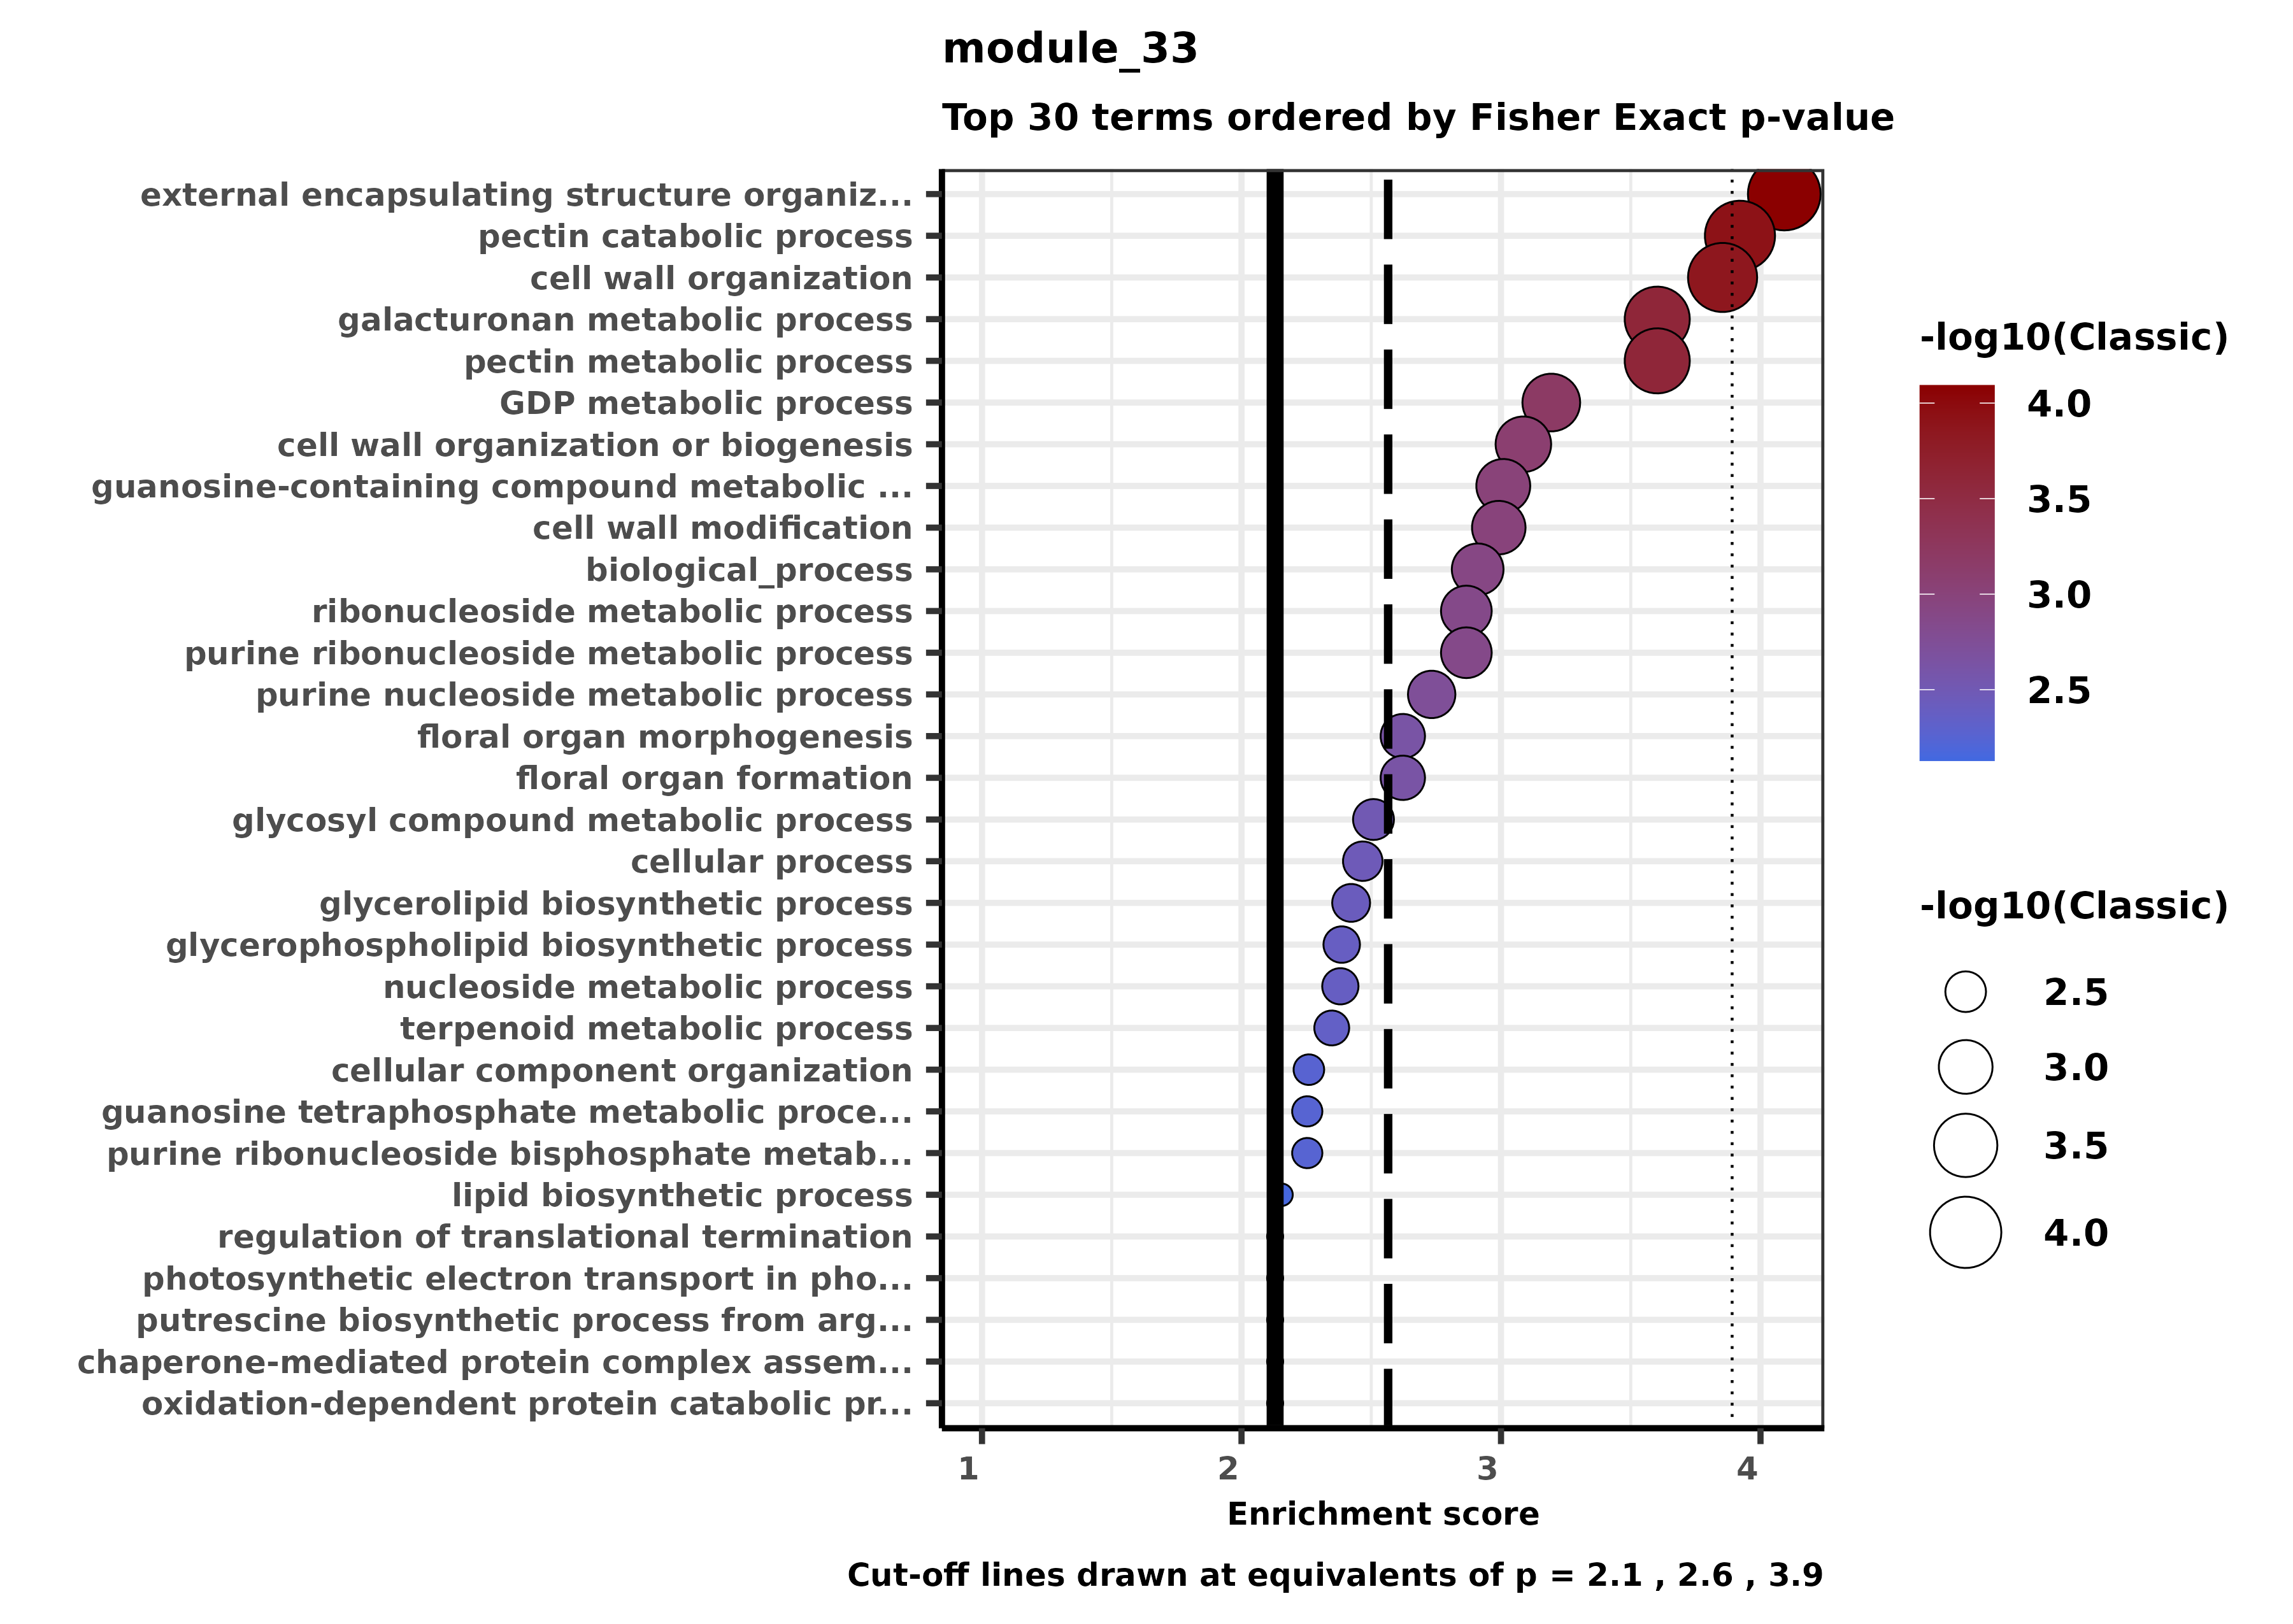 module_33
Top 30 terms ordered by Fisher Exact p-value
external encapsulating structure organiz...
pectin catabolic process
cell wall organization
galacturonan metabolic process
pectin metabolic process
GDP metabolic process
cell wall organization or biogenesis
guanosine-containing compound metabolic ...
cell wall modification
biological_process
ribonucleoside metabolic process
purine ribonucleoside metabolic process
purine nucleoside metabolic process
floral organ morphogenesis
floral organ formation
glycosyl compound metabolic process
cellular process
glycerolipid biosynthetic process
glycerophospholipid biosynthetic process
nucleoside metabolic process
terpenoid metabolic process
cellular component organization
guanosine tetraphosphate metabolic proce...
purine ribonucleoside bisphosphate metab...
lipid biosynthetic process
regulation of translational termination
photosynthetic electron transport in pho...
putrescine biosynthetic process from arg...
chaperone-mediated protein complex assem...
oxidation-dependent protein catabolic pr...
1 2 3 4
Enrichment score
Cut-off lines drawn at equivalents of p = 2.1 , 2.6 , 3.9
-log10(Classic)
4.0
3.5
3.0
2.5
-log10(Classic)
2.5
3.0
3.5
4.0